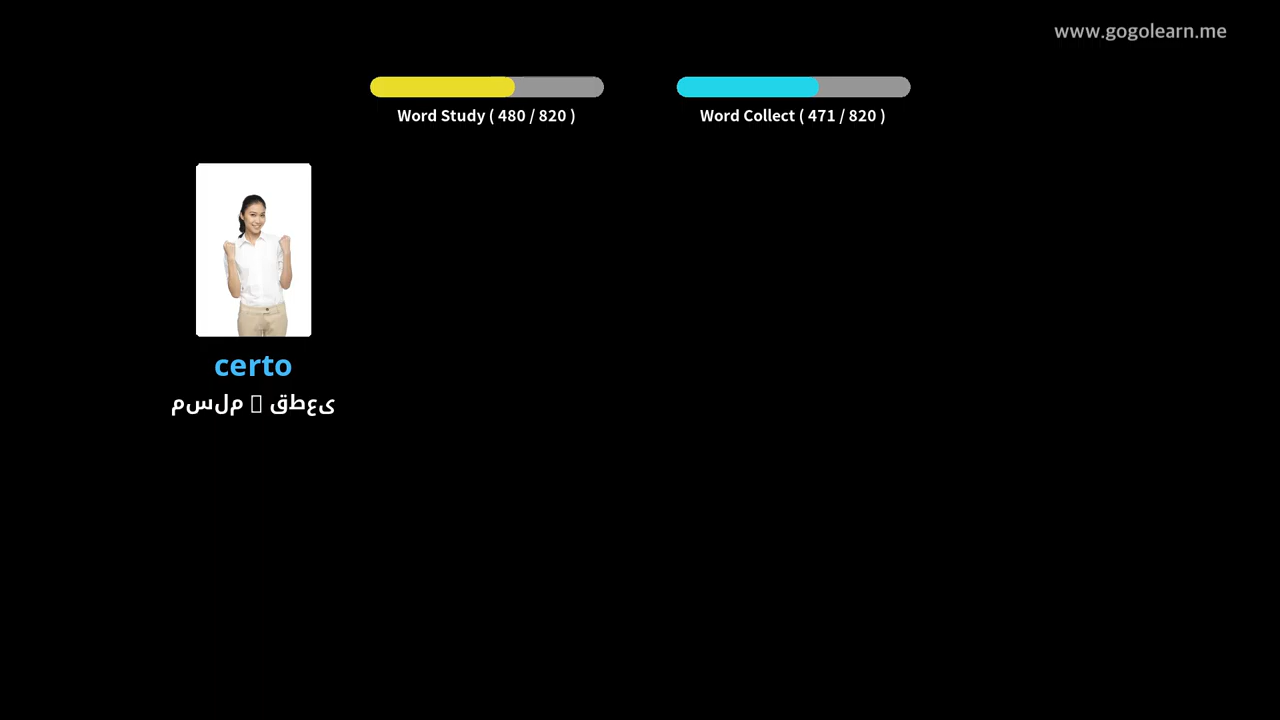 www.gogolearn.me
Word Study ( 480 / 820 )
Word Collect ( 471 / 820 )
certo
مسلم ▯ قطعی